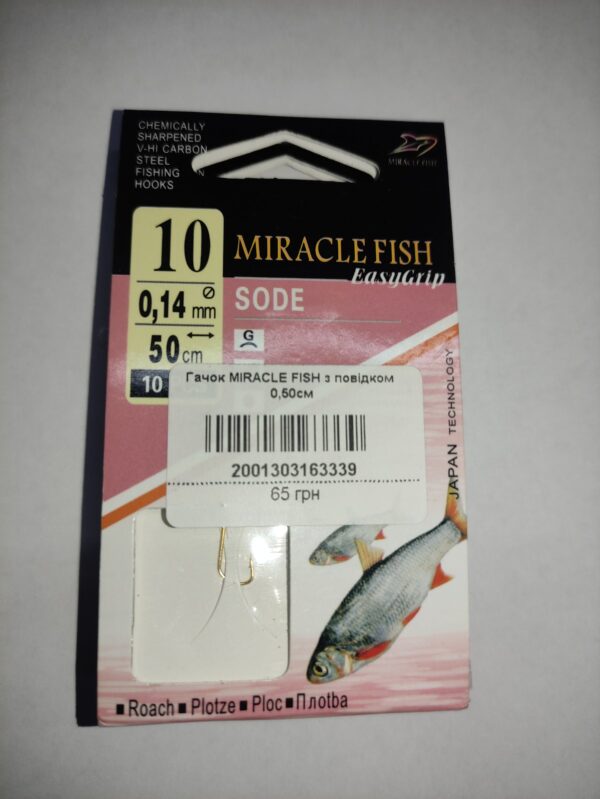 CHEMICALLY
SHARPENED
V-HI CARBON
STEEL
FISHING
HOOKS
MIRACLE FISH
10
0,14 mm
50 cm
10
MIRACLE FISH
EasyGrip
SODE
G
Гачок MIRACLE FISH з повідком
0,50см
2001303163339
65 грн
JAPAN TECHNOLOGY
■Roach ■Plotze ■Ploc ■Плotba